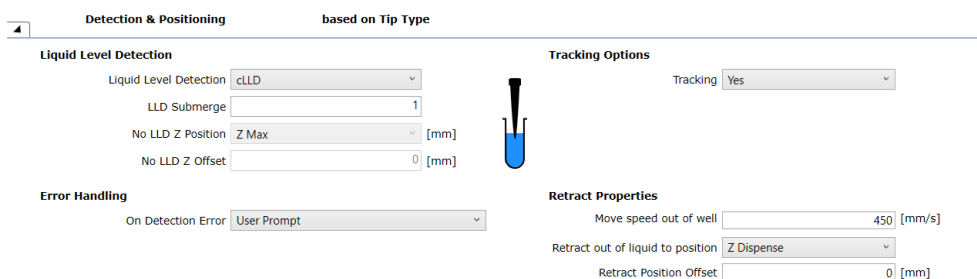 Detection & Positioning based on Tip Type
Liquid Level Detection
Liquid Level Detection cLLD
LLD Submerge 1
No LLD Z Position Z Max [mm]
No LLD Z Offset 0 [mm]
Error Handling
On Detection Error User Prompt
Tracking Options
Tracking Yes
Retract Properties
Move speed out of well 450 [mm/s]
Retract out of liquid to position Z Dispense
Retract Position Offset 0 [mm]